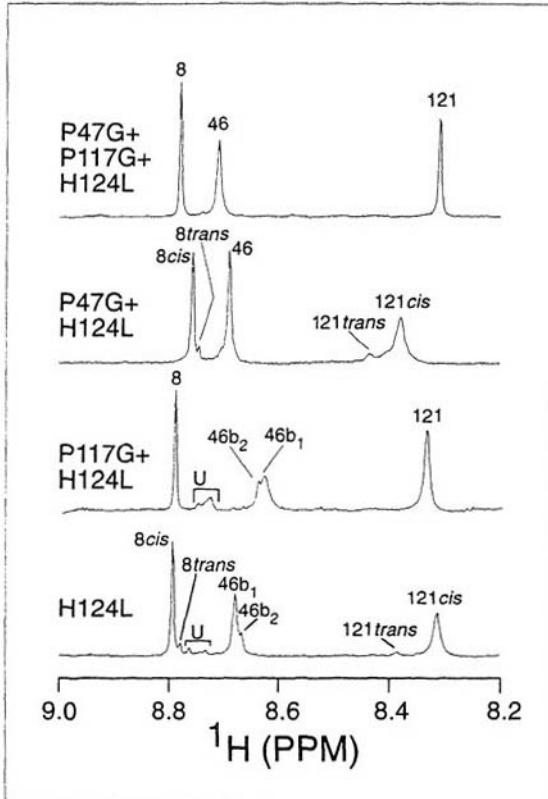 8
46
121
P47G+
P117G+
H124L
8trans
8cis
46
121cis
121trans
P47G+
H124L
8
46b₂
46b₁
121
U
P117G+
H124L
8cis
8trans
46b₁
46b₂
U
121cis
121trans
H124L
9.0 8.8 8.6 8.4 8.2
¹H (PPM)